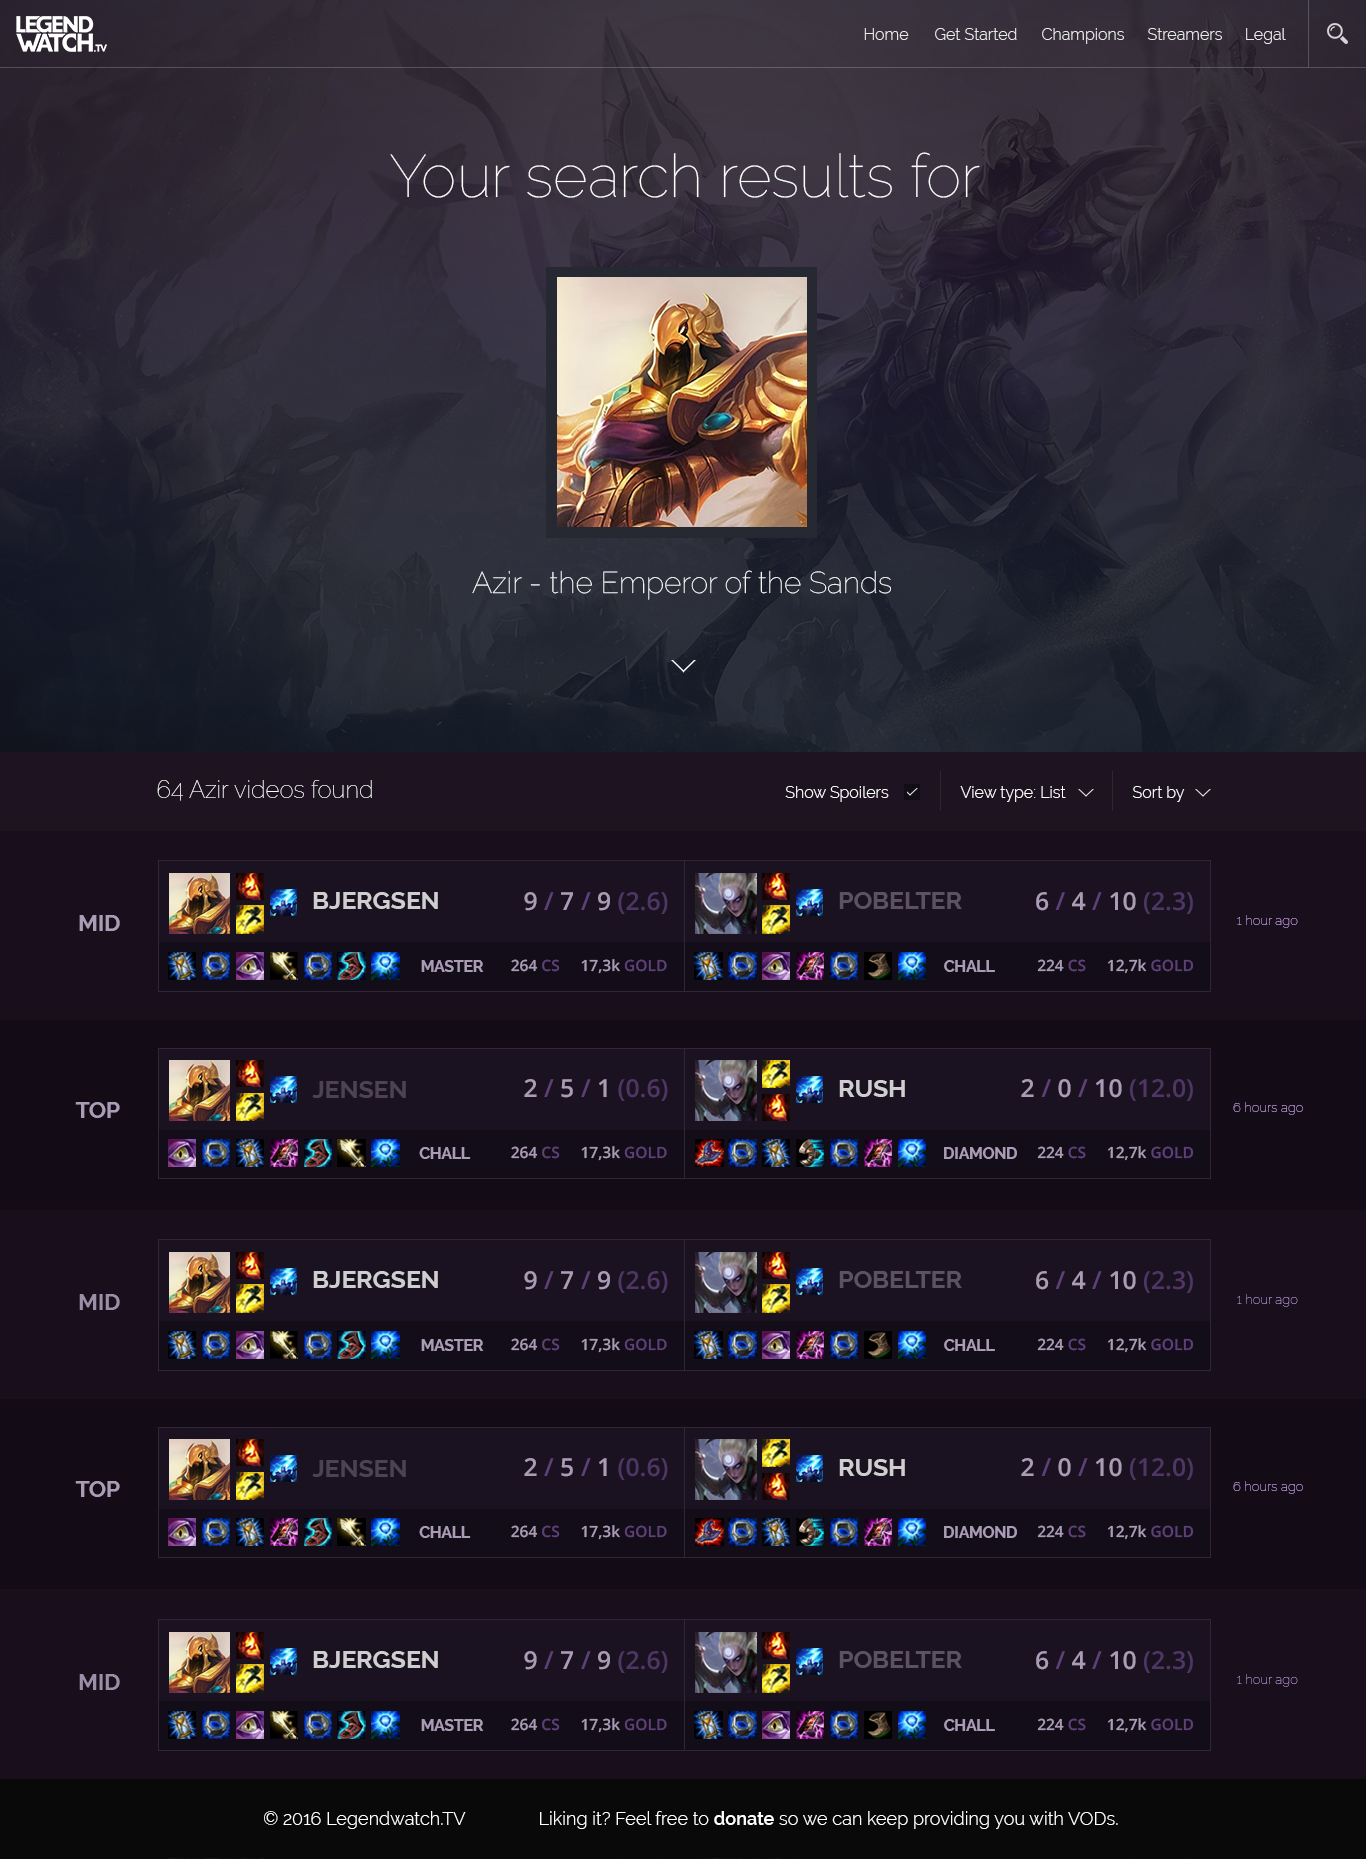 LEGEND
WATCH.TV
Home Get Started Champions Streamers Legal
Your search results for
Azir - the Emperor of the Sands
64 Azir videos found
Show Spoilers View type: List Sort by
MID
BJERGSEN 9 / 7 / 9 (2.6)
MASTER 264 CS 17,3k GOLD
POBELTER 6 / 4 / 10 (2.3)
CHALL 224 CS 12,7k GOLD
1 hour ago
TOP
JENSEN 2 / 5 / 1 (0.6)
CHALL 264 CS 17,3k GOLD
RUSH 2 / 0 / 10 (12.0)
DIAMOND 224 CS 12,7k GOLD
6 hours ago
MID
BJERGSEN 9 / 7 / 9 (2.6)
MASTER 264 CS 17,3k GOLD
POBELTER 6 / 4 / 10 (2.3)
CHALL 224 CS 12,7k GOLD
1 hour ago
TOP
JENSEN 2 / 5 / 1 (0.6)
CHALL 264 CS 17,3k GOLD
RUSH 2 / 0 / 10 (12.0)
DIAMOND 224 CS 12,7k GOLD
6 hours ago
MID
BJERGSEN 9 / 7 / 9 (2.6)
MASTER 264 CS 17,3k GOLD
POBELTER 6 / 4 / 10 (2.3)
CHALL 224 CS 12,7k GOLD
1 hour ago
© 2016 Legendwatch.TV Liking it? Feel free to donate so we can keep providing you with VODs.